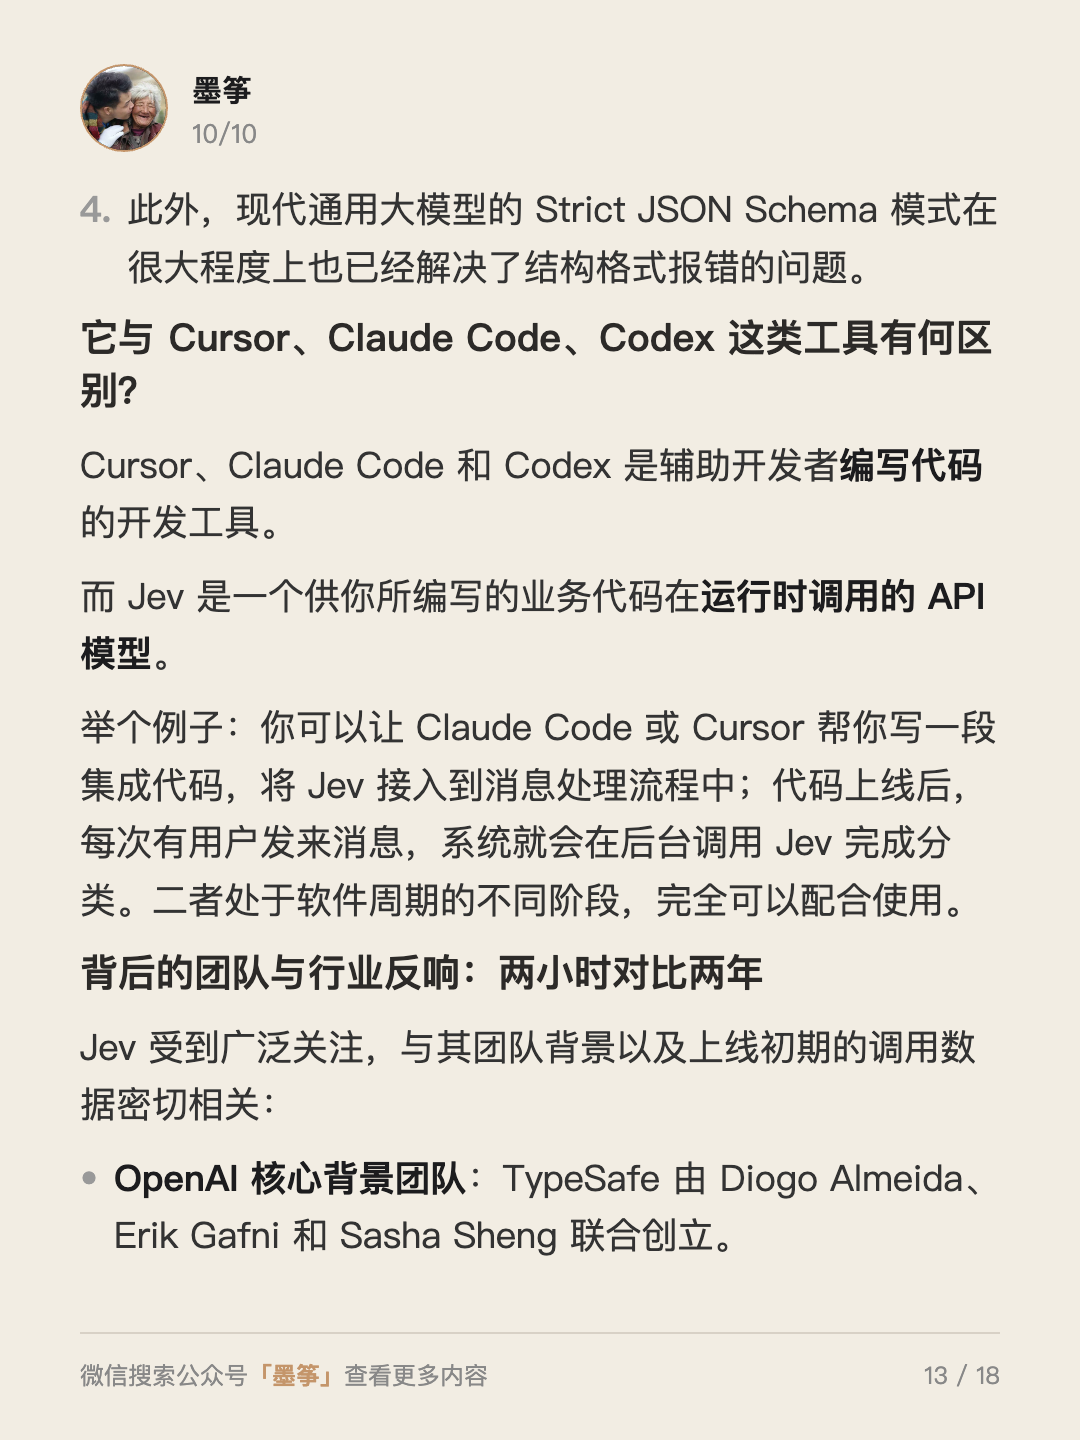 墨筝
10/10
4. 此外，现代通用大模型的 Strict JSON Schema 模式在
很大程度上也已经解决了结构格式报错的问题。
它与 Cursor、Claude Code、Codex 这类工具有何区
别？
Cursor、Claude Code 和 Codex 是辅助开发者编写代码
的开发工具。
而 Jev 是一个供你所编写的业务代码在运行时调用的 API
模型。
举个例子：你可以让 Claude Code 或 Cursor 帮你写一段
集成代码，将 Jev 接入到消息处理流程中；代码上线后，
每次有用户发来消息，系统就会在后台调用 Jev 完成分
类。二者处于软件周期的不同阶段，完全可以配合使用。
背后的团队与行业反响：两小时对比两年
Jev 受到广泛关注，与其团队背景以及上线初期的调用数
据密切相关：
• OpenAI 核心背景团队：TypeSafe 由 Diogo Almeida、
Erik Gafni 和 Sasha Sheng 联合创立。
微信搜索公众号「墨筝」查看更多内容
13 / 18